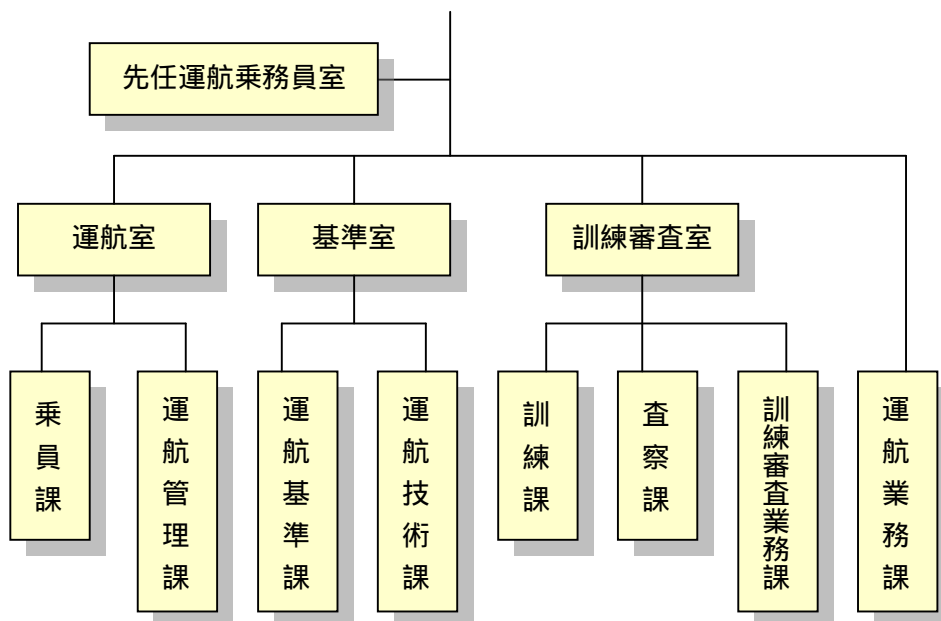 先任運航乗務員室
運航室
基準室
訓練審査室
乗員課
運航管理課
運航基準課
運航技術課
訓練課
査察課
訓練審査業務課
運航業務課